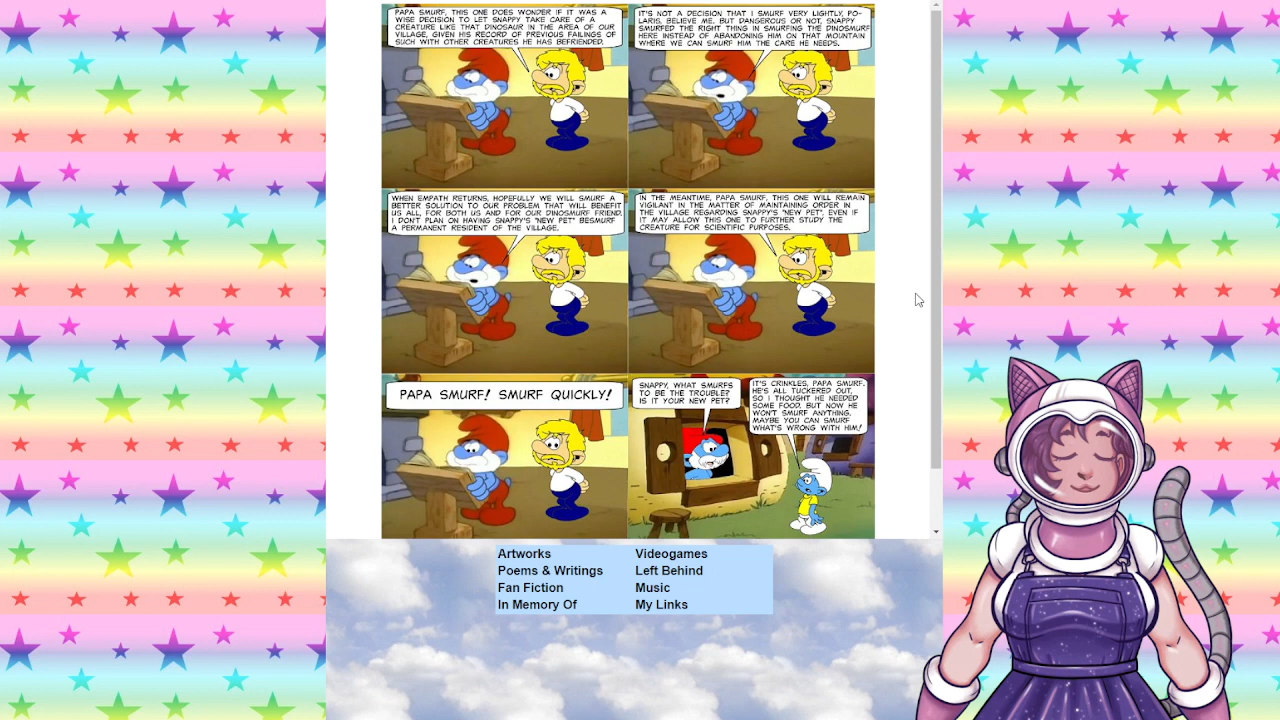 PAPA SMURF, THIS ONE DOES WONDER IF IT WAS A
WISE DECISION TO LET SNAPPY TAKE CARE OF A
CREATURE LIKE THAT DINOSAUR IN THE AREA OF OUR
VILLAGE, GIVEN HIS RECORD OF PREVIOUS FAILINGS OF
SUCH WITH OTHER CREATURES HE HAS BEFRIENDED.
IT'S NOT A DECISION THAT I SMURF VERY LIGHTLY, PO-
LARIS, BELIEVE ME. BUT DANGEROUS OR NOT, SNAPPY
SMURFED THE RIGHT THING IN SMURFING THE DINOSMURF
HERE INSTEAD OF ABANDONING HIM ON THAT MOUNTAIN
WHERE WE CAN SMURF HIM THE CARE HE NEEDS.
WHEN EMPATH RETURNS, HOPEFULLY WE WILL SMURF A
BETTER SOLUTION TO OUR PROBLEM THAT WILL BENEFIT
US ALL, FOR BOTH US AND FOR OUR DINOSMURF FRIEND.
I DON'T PLAN ON HAVING SNAPPY'S "NEW PET" BESMURF
A PERMANENT RESIDENT OF THE VILLAGE.
IN THE MEANTIME, PAPA SMURF, THIS ONE WILL REMAIN
VIGILANT IN THE MATTER OF MAINTAINING ORDER IN
THE VILLAGE REGARDING SNAPPY'S "NEW PET", EVEN IF
IT MAY ALLOW THIS ONE TO FURTHER STUDY THE
CREATURE FOR SCIENTIFIC PURPOSES.
PAPA SMURF! SMURF QUICKLY!
SNAPPY, WHAT SMURFS
TO BE THE TROUBLE?
IS IT YOUR NEW PET?
IT'S CRINKLES, PAPA SMURF.
HE'S ALL TUCKERED OUT,
SO I THOUGHT HE NEEDED
SOME FOOD. BUT NOW HE
WON'T SMURF ANYTHING.
MAYBE YOU CAN SMURF
WHAT'S WRONG WITH HIM!
Artworks
Videogames
Poems & Writings
Left Behind
Fan Fiction
Music
In Memory Of
My Links